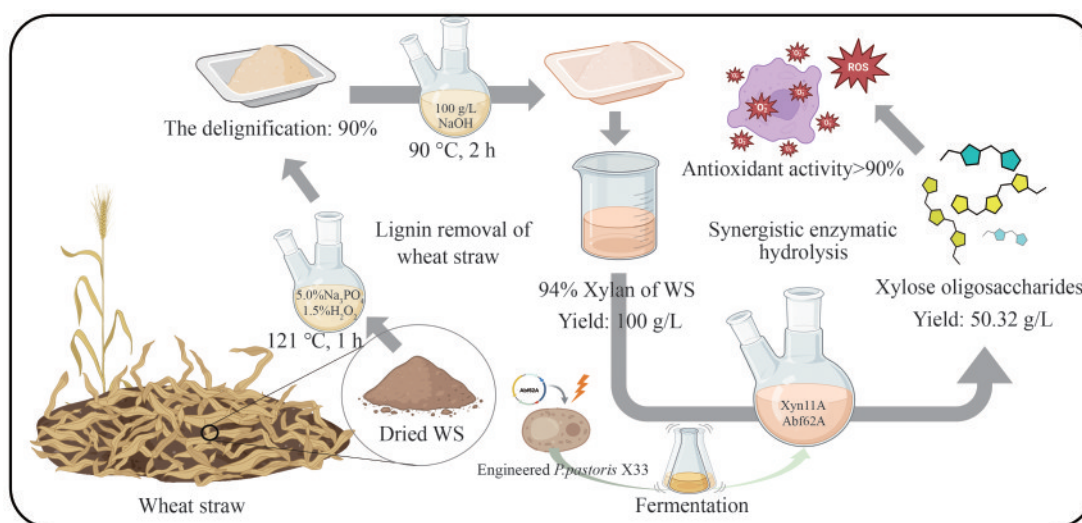 The delignification: 90%
100 g/L
NaOH
90 °C, 2 h
ROS
O₂
Antioxidant activity>90%
Lignin removal of
wheat straw
5.0%Na₃PO₄
1.5%H₂O₂
121 °C, 1 h
94% Xylan of WS
Yield: 100 g/L
Synergistic enzymatic
hydrolysis
Xylose oligosaccharides
Yield: 50.32 g/L
Dried WS
Abf62A
Engineered P.pastoris X33
Xyn11A
Abf62A
Fermentation
Wheat straw